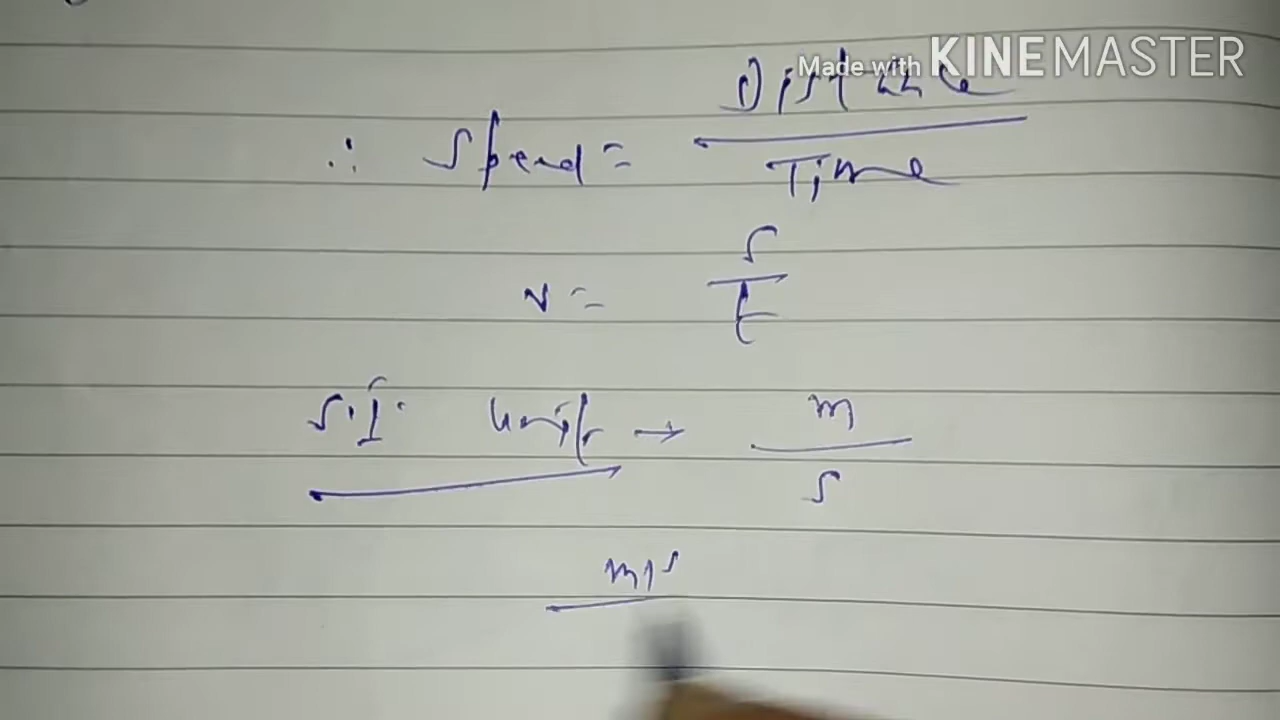 Made with KINEMASTER
∴ Speed = Distance / Time
v = s / t
S.I. Unit → m / s
m/s